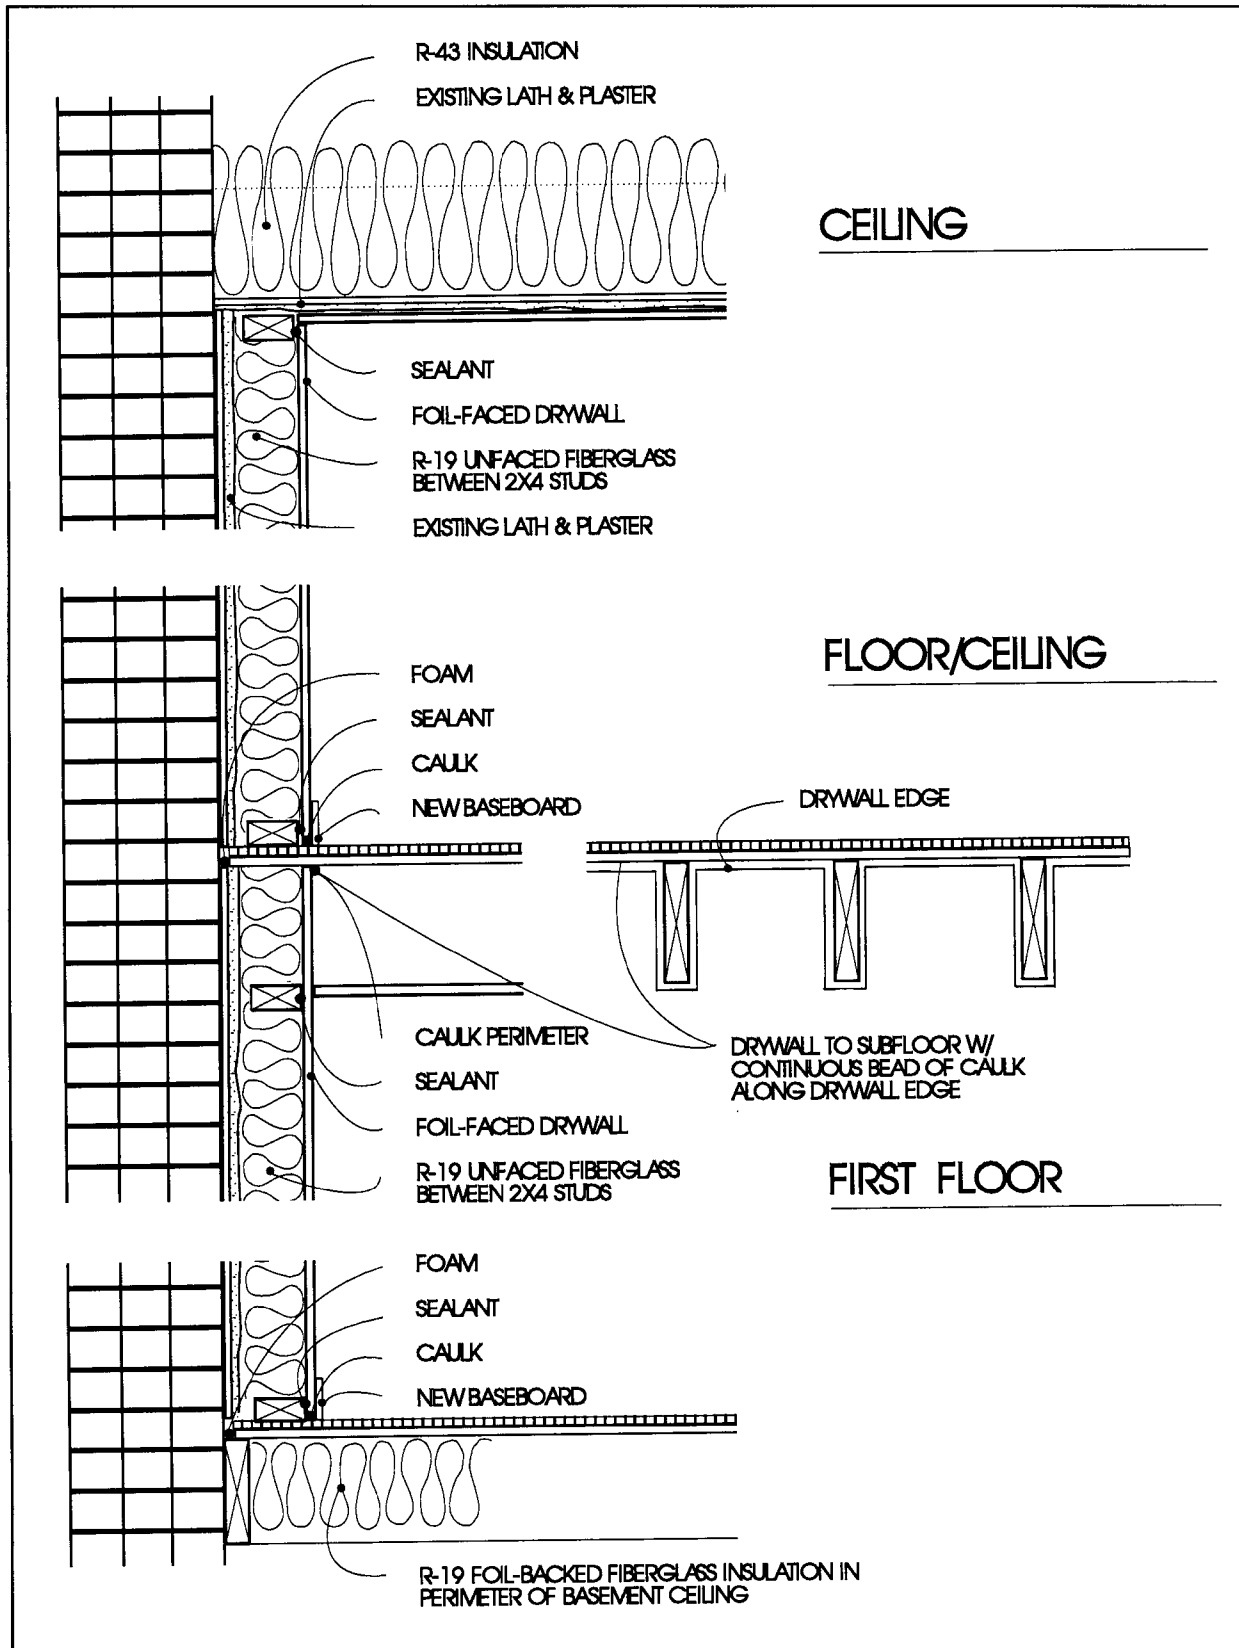 R-43 INSULATION
EXISTING LATH & PLASTER
CEILING
SEALANT
FOIL-FACED DRYWALL
R-19 UNFACED FIBERGLASS
BETWEEN 2X4 STUDS
EXISTING LATH & PLASTER
FLOOR/CEILING
FOAM
SEALANT
CAULK
NEW BASEBOARD
DRYWALL EDGE
CAULK PERIMETER
SEALANT
FOIL-FACED DRYWALL
R-19 UNFACED FIBERGLASS
BETWEEN 2X4 STUDS
DRYWALL TO SUBFLOOR W/
CONTINUOUS BEAD OF CAULK
ALONG DRYWALL EDGE
FIRST FLOOR
FOAM
SEALANT
CAULK
NEW BASEBOARD
R-19 FOIL-BACKED FIBERGLASS INSULATION IN
PERIMETER OF BASEMENT CEILING